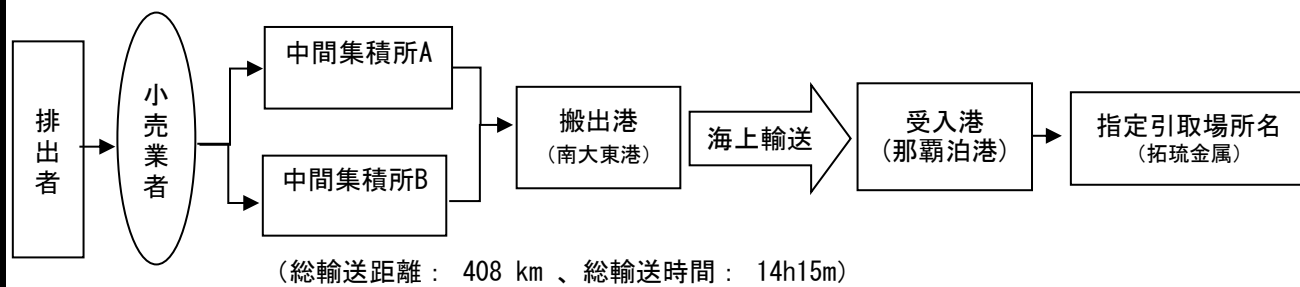 排出者
小売業者
中間集積所A
中間集積所B
搬出港
(南大東港)
海上輸送
受入港
(那覇泊港)
指定引取場所名
(拓琉金属)
(総輸送距離: 408 km 、総輸送時間: 14h15m)